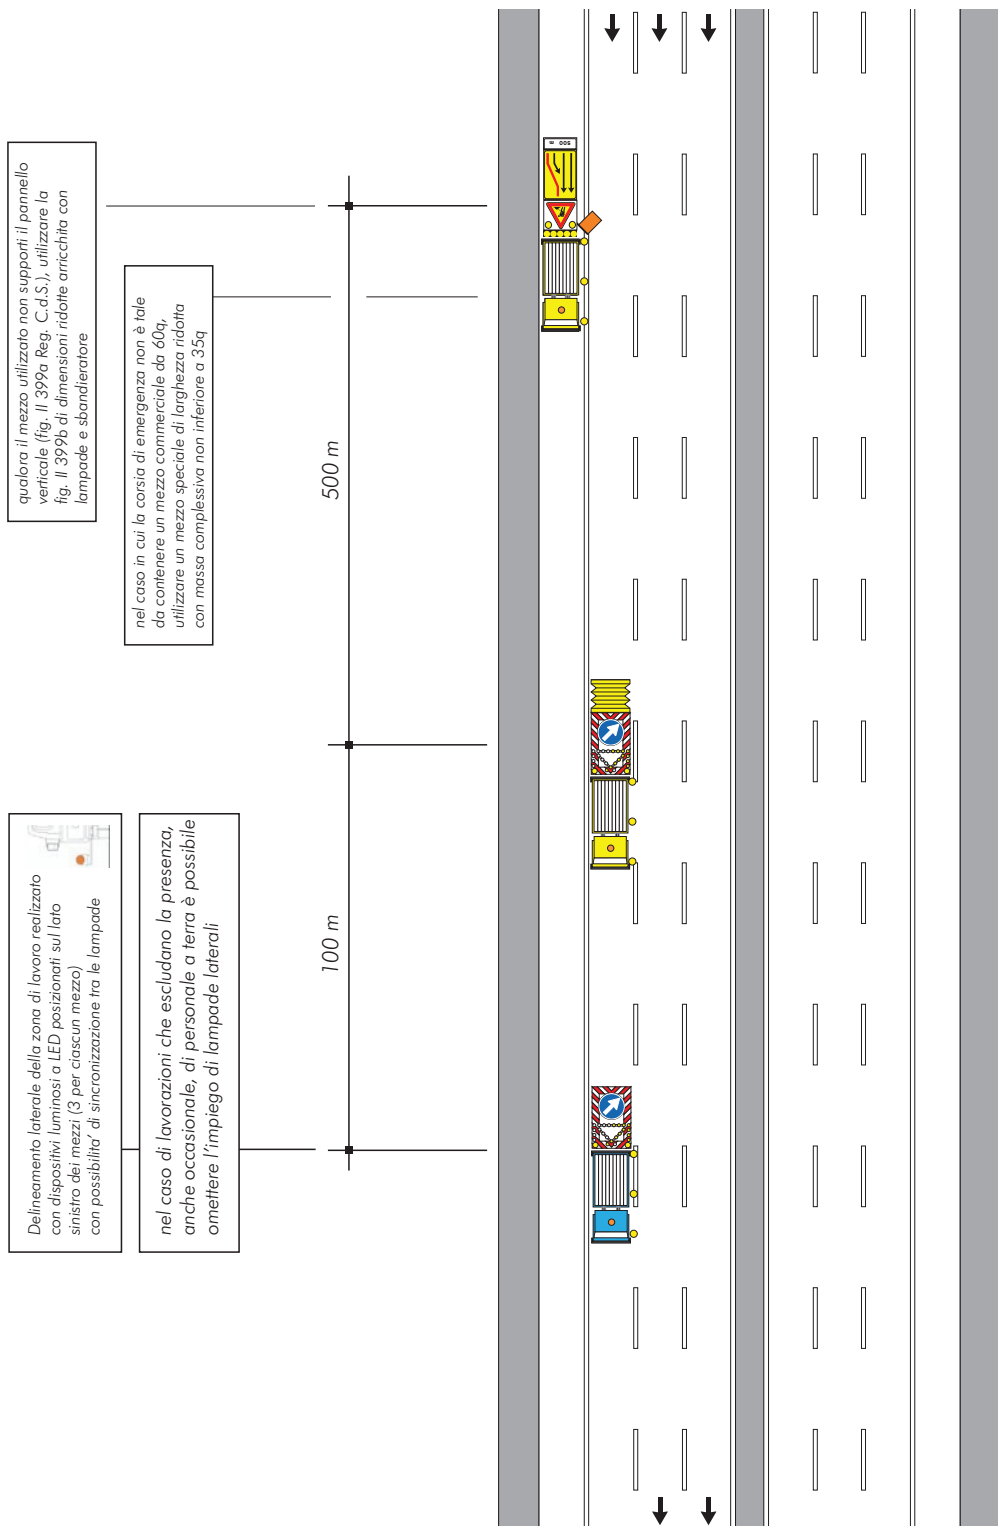 qualora il mezzo utilizzato non supporti il pannello
verticale (fig. II 399a Reg. C.d.S.), utilizzare la
fig. II 399b di dimensioni ridotte arricchita con
lampade e sbandieratore
nel caso in cui la corsia di emergenza non è tale
da contenere un mezzo commerciale da 60q,
utilizzare un mezzo speciale di larghezza ridotta
con massa complessiva non inferiore a 35q
500 m
500 m
Delineamento laterale della zona di lavoro realizzato
con dispositivi luminosi a LED posizionati sul lato
sinistro dei mezzi (3 per ciascun mezzo)
con possibilita' di sincronizzazione tra le lampade
nel caso di lavorazioni che escludano la presenza,
anche occasionale, di personale a terra è possibile
omettere l'impiego di lampade laterali
100 m